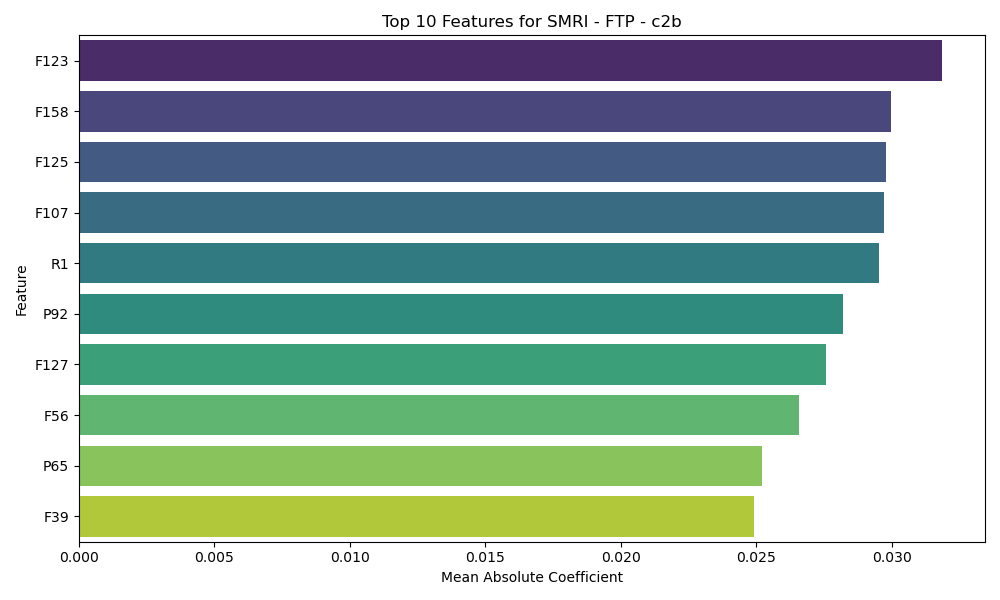 Top 10 Features for SMRI - FTP - c2b
F123
F158
F125
F107
R1
P92
F127
F56
P65
F39
Feature
0.000 0.005 0.010 0.015 0.020 0.025 0.030
Mean Absolute Coefficient